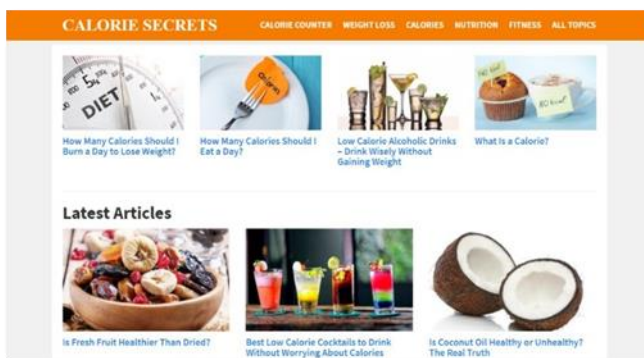 CALORIE SECRETS
CALORIE COUNTER WEIGHT LOSS CALORIES NUTRITION FITNESS ALL TOPICS
DIET
Calories
How Many Calories Should I
Burn a Day to Lose Weight?
How Many Calories Should I
Eat a Day?
Low Calorie Alcoholic Drinks
– Drink Wisely Without
Gaining Weight
What Is a Calorie?
Latest Articles
Is Fresh Fruit Healthier Than Dried?
Best Low Calorie Cocktails to Drink
Without Worrying About Calories
Is Coconut Oil Healthy or Unhealthy?
The Real Truth